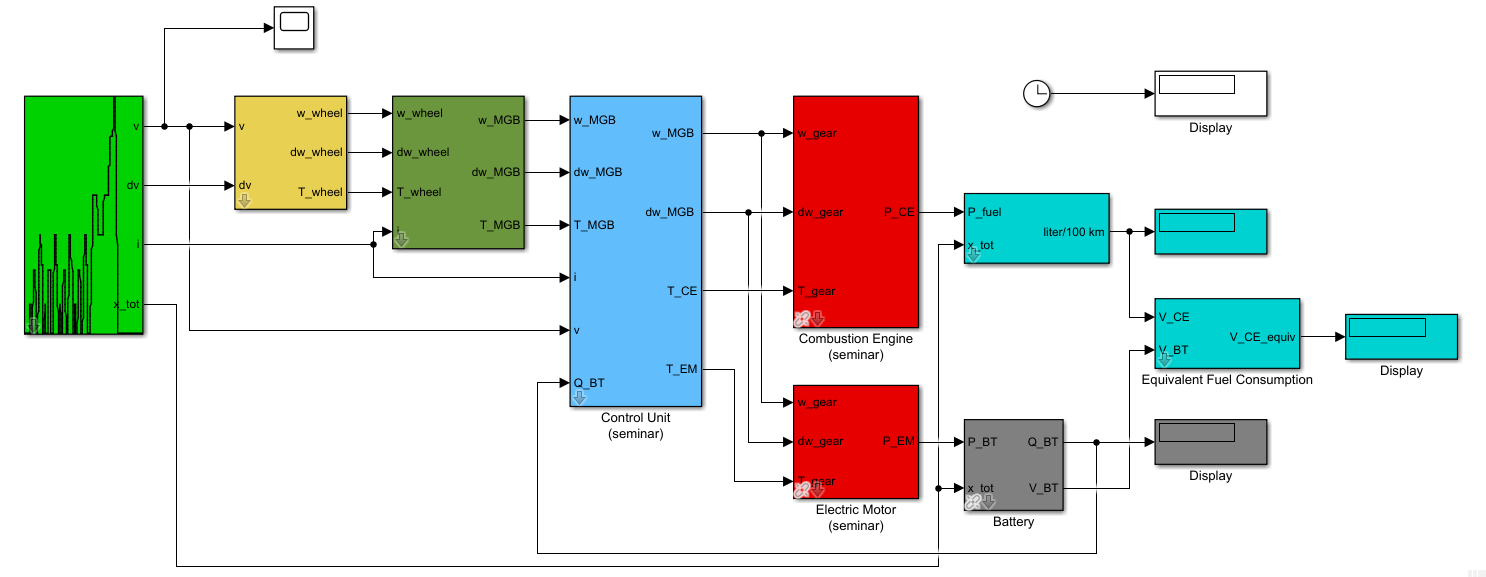 v
dv
i
x_tot
v
dv
w_wheel
dw_wheel
T_wheel
w_wheel
dw_wheel
T_wheel
i
w_MGB
dw_MGB
T_MGB
w_MGB
dw_MGB
T_MGB
i
v
Q_BT
w_MGB
dw_MGB
T_CE
T_EM
Control Unit
(seminar)
w_gear
dw_gear
T_gear
P_CE
Combustion Engine
(seminar)
w_gear
dw_gear
T_gear
P_EM
Electric Motor
(seminar)
P_fuel
x_tot
liter/100 km
P_BT
x_tot
Q_BT
V_BT
Battery
Display
V_CE
V_BT
V_CE_equiv
Equivalent Fuel Consumption
Display
Display